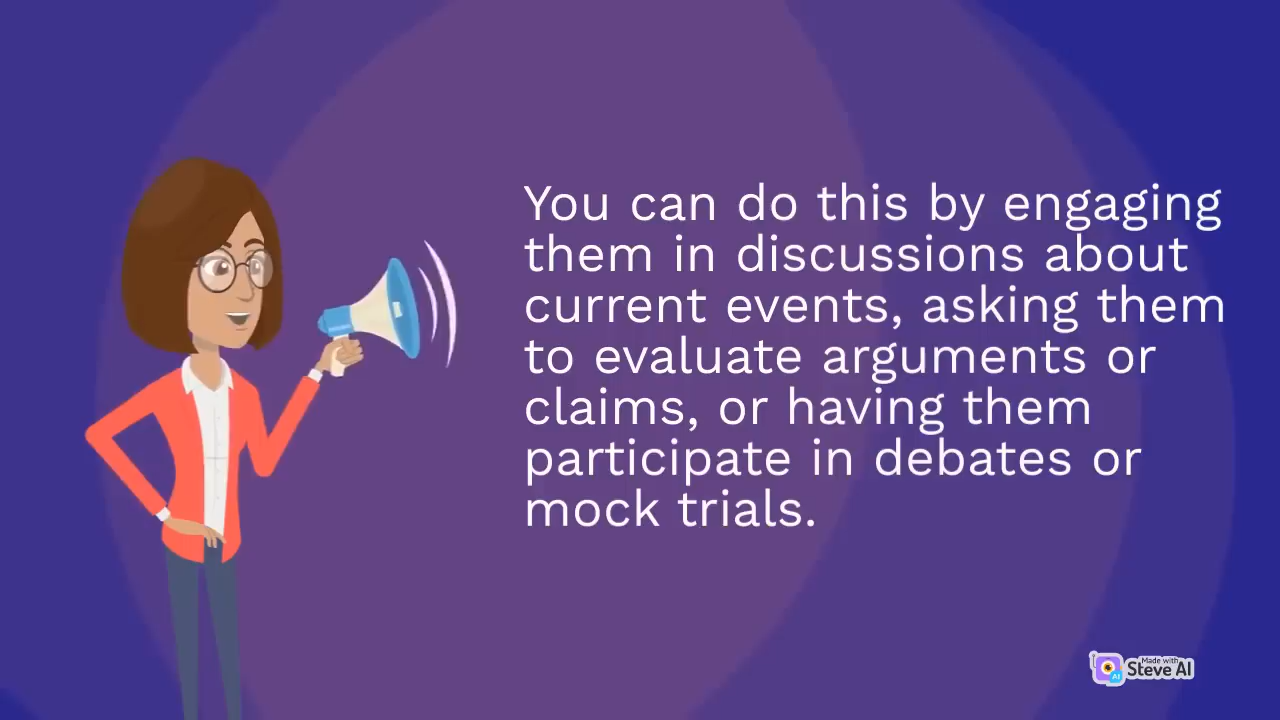 You can do this by engaging
them in discussions about
current events, asking them
to evaluate arguments or
claims, or having them
participate in debates or
mock trials.
Made with
Steve AI
AI